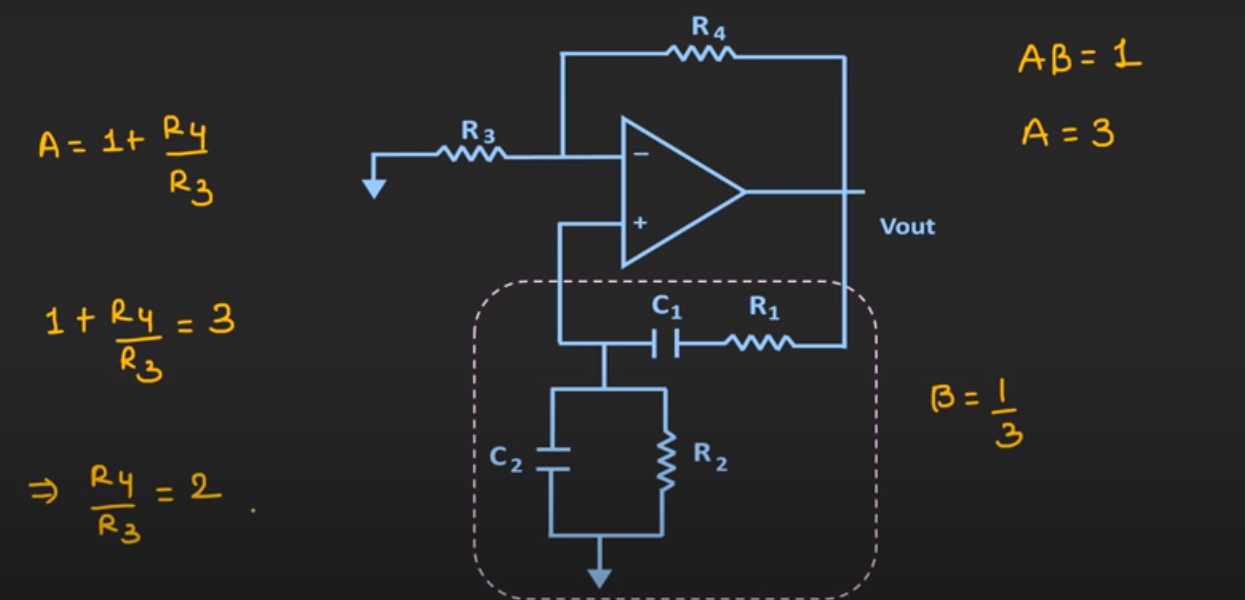 R4
AB = 1
A = 3
R3
A = 1 + R4/R3
−
+
Vout
C1
R1
1 + R4/R3 = 3
B = 1/3
C2
R2
⇒ R4/R3 = 2